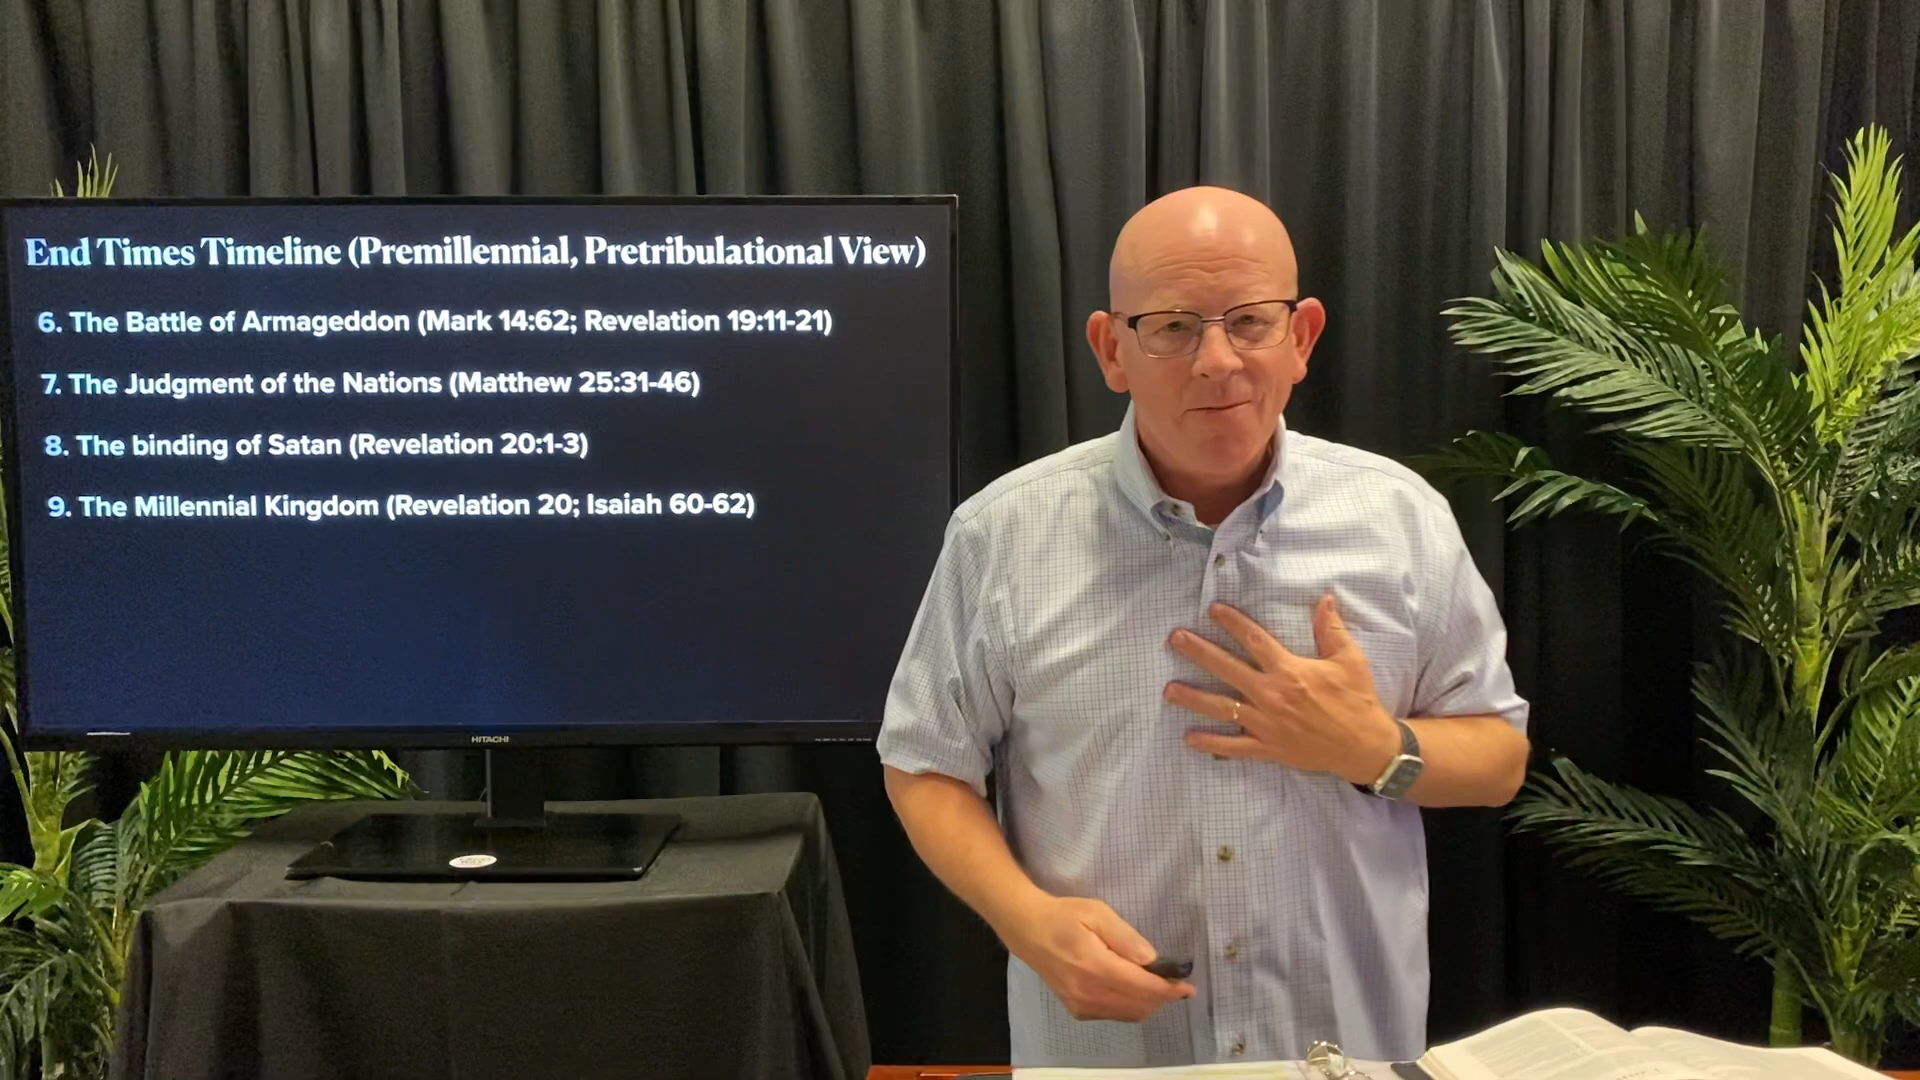 End Times Timeline (Premillennial, Pretribulational View)
6. The Battle of Armageddon (Mark 14:62; Revelation 19:11-21)
7. The Judgment of the Nations (Matthew 25:31-46)
8. The binding of Satan (Revelation 20:1-3)
9. The Millennial Kingdom (Revelation 20; Isaiah 60-62)
HITACHI